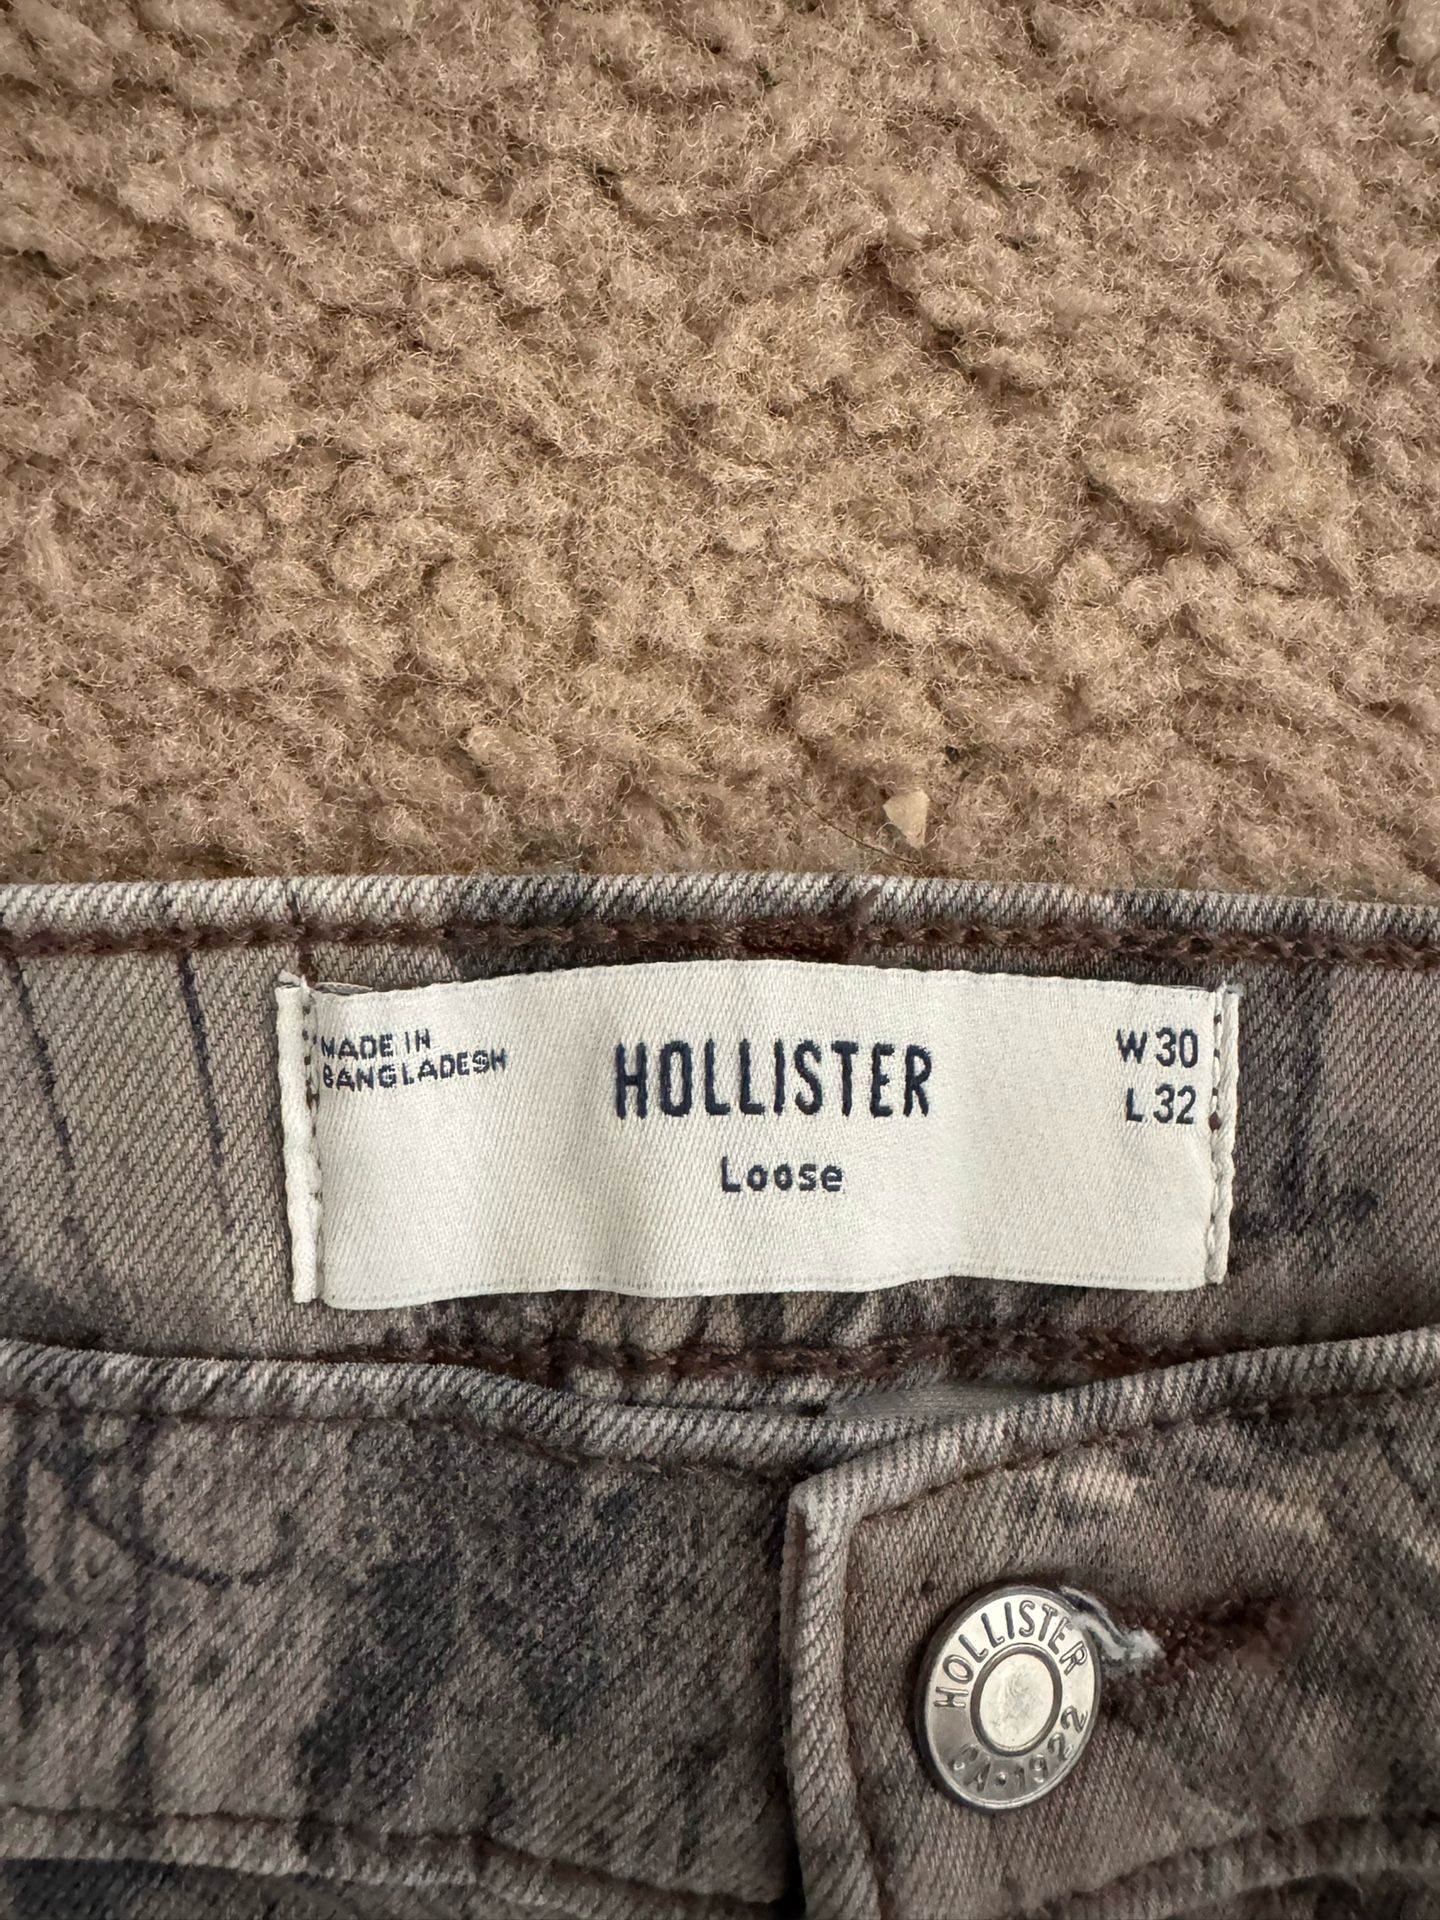 MADE IN
BANGLADESH
HOLLISTER
Loose
W 30
L 32
HOLLISTER
CA•1922